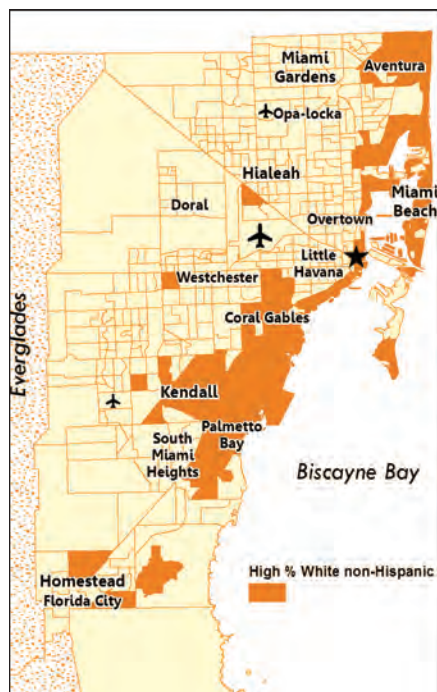 Miami
Gardens
Aventura
Opa-locka
Hialeah
Miami
Beach
Doral
Overtown
Little
Havana
Westchester
Coral Gables
Everglades
Kendall
Palmetto
Bay
South
Miami
Heights
Biscayne Bay
High % White non-Hispanic
Homestead
Florida City